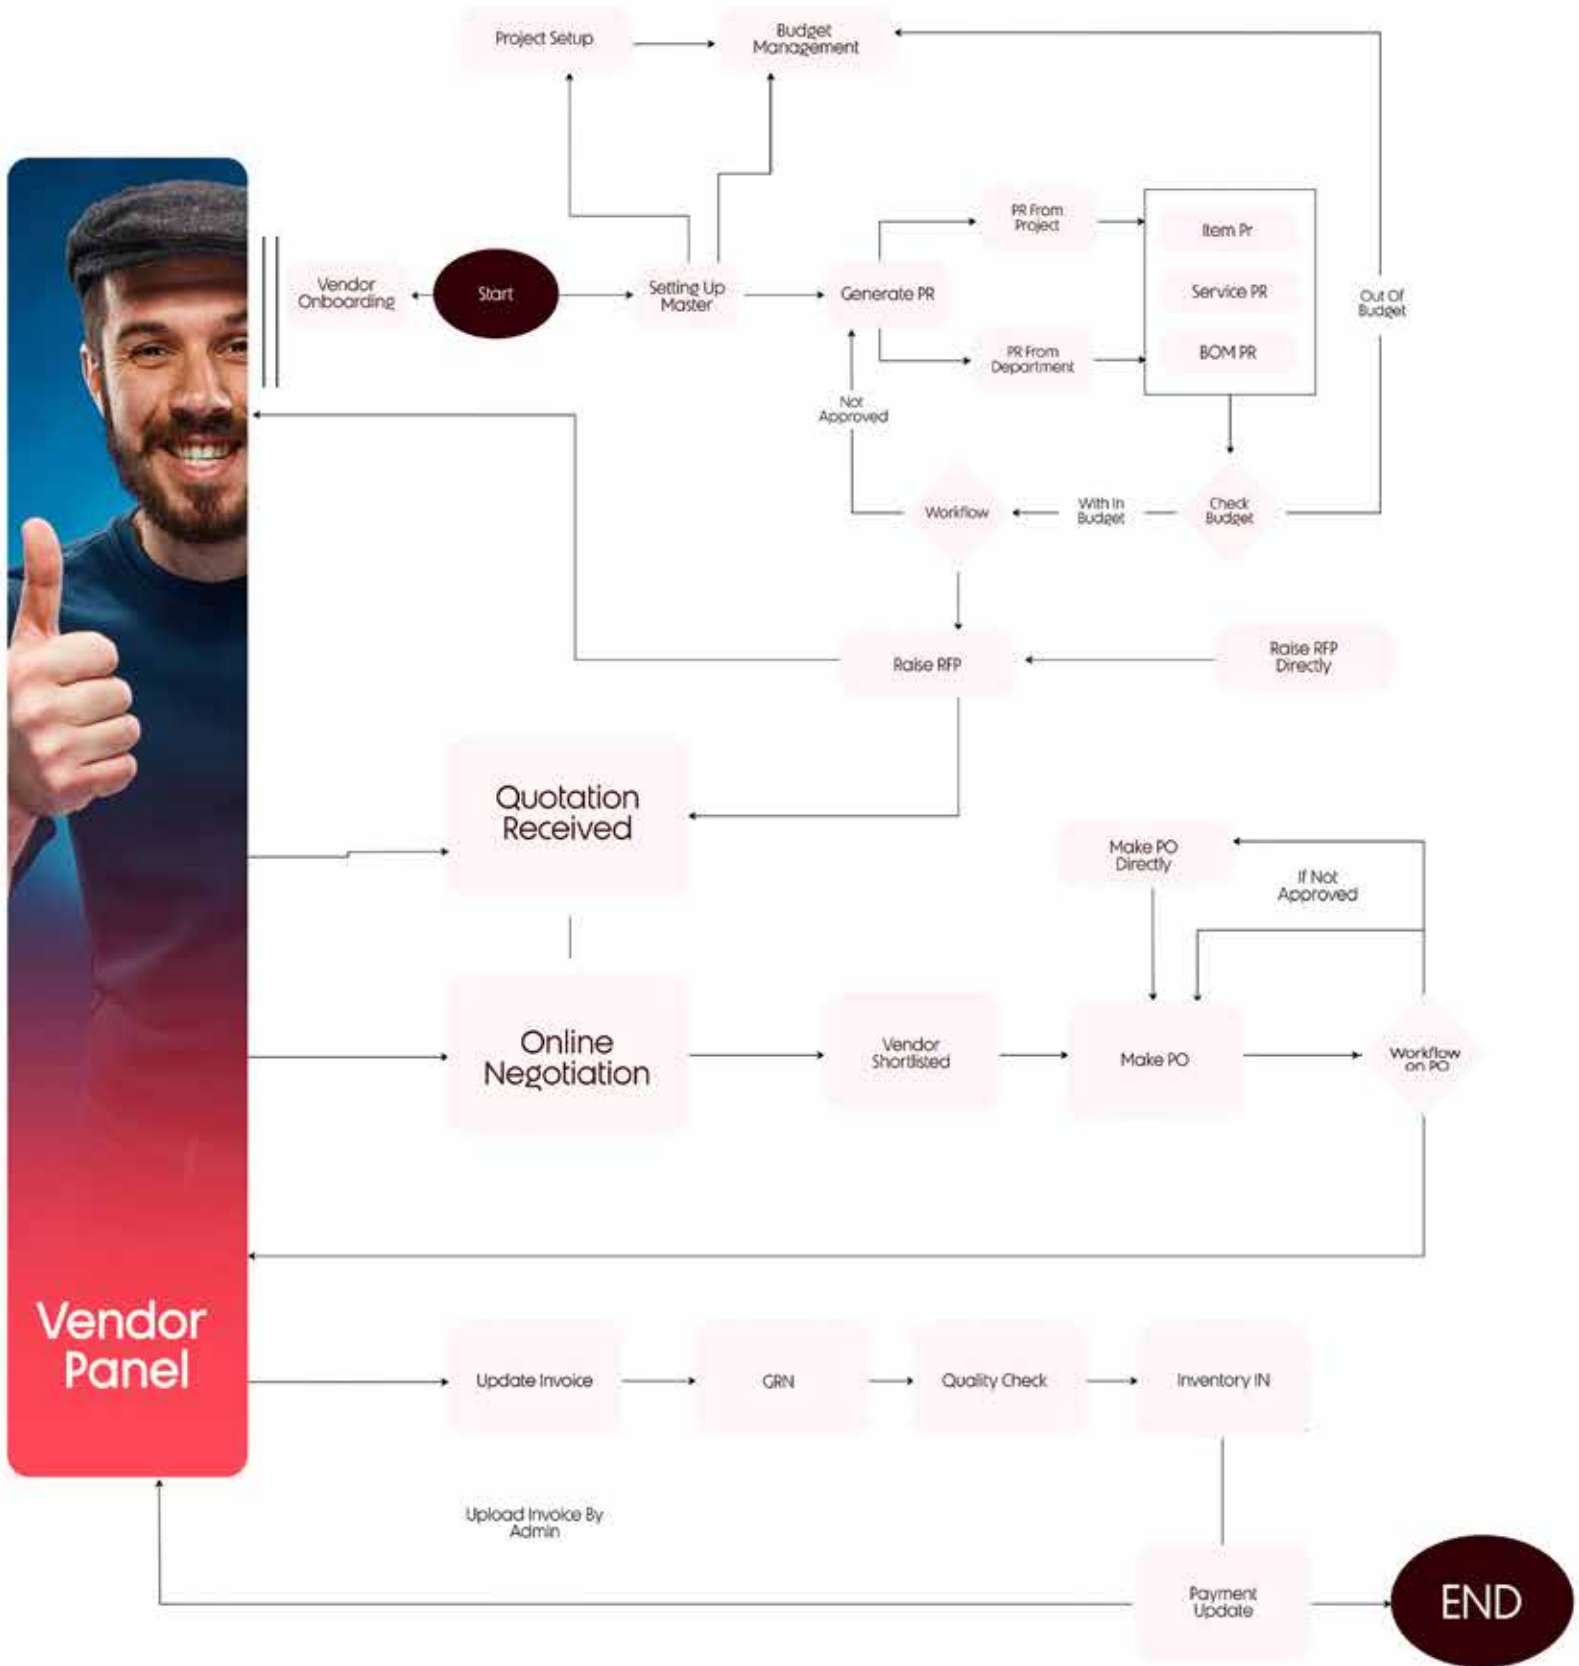 Project Setup
Budget
Management
PR From
Project
Item Pr
Vendor
Onboarding
Start
Setting Up
Master
Generate PR
Service PR
Out Of
Budget
PR From
Department
BOM PR
Not
Approved
Workflow
With In
Budget
Check
Budget
Raise RFP
Raise RFP
Directly
Quotation
Received
Make PO
Directly
If Not
Approved
Online
Negotiation
Vendor
Shortlisted
Make PO
Workflow
on PO
Vendor
Panel
Update Invoice
GRN
Quality Check
Inventory IN
Upload Invoice By
Admin
Payment
Update
END